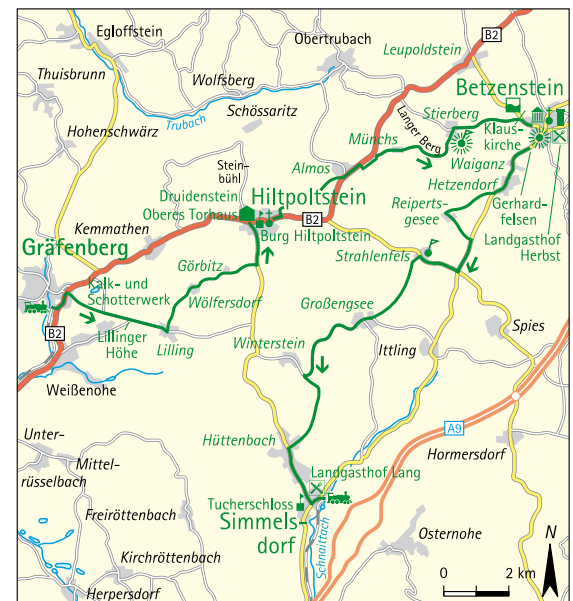 Egloffstein
Obertrubach
B2
Leupoldstein
Thuisbrunn
Wolfsberg
Betzenstein
Trubach
Schössaritz
Langer Berg
Stierberg
Klaus-
kirche
Hohenschwärz
Münchs
Waiganz
Stein-
bühl
Almos
Hetzendorf
Druidenstein
Hiltpoltstein
Oberes Torhaus
Reiperts-
gesee
Gerhard-
felsen
B2
Kemmathen
Burg Hiltpoltstein
Landgasthof
Herbst
Gräfenberg
Strahlenfels
Görbitz
Kalk- und
Schotterwerk
Wölfersdorf
Großengsee
B2
Lillinger
Höhe
Lilling
Winterstein
Ittling
Spies
Weißenohe
A9
Unter-
Mittel-
rüsselbach
Hüttenbach
Hormersdorf
Landgasthof Lang
Tucherschloss
Simmels-
dorf
Freiröttenbach
Schnaittach
Osternohe
N
Kirchröttenbach
0 2 km
Herpersdorf